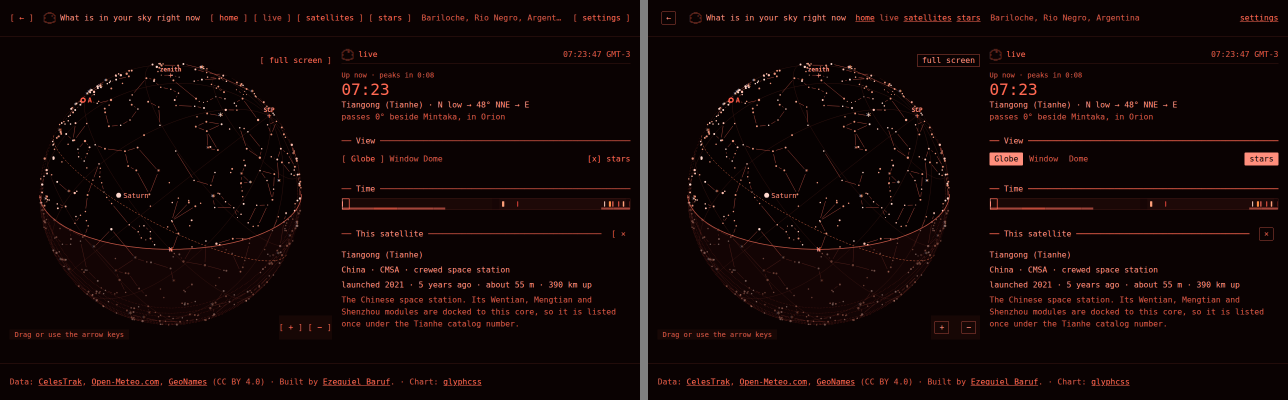 [ ← ] What is in your sky right now [ home ] [ live ] [ satellites ] [ stars ] Bariloche, Río Negro, Argent… [ settings ]
[ full screen ]
zenith
A
SCP
Saturn
Drag or use the arrow keys
[ + ] [ − ]
live 07:23:47 GMT-3
Up now · peaks in 0:08
07:23
Tiangong (Tianhe) · N low → 48° NNE → E
passes 0° beside Mintaka, in Orion
View
[ Globe ] Window Dome [x] stars
Time
This satellite [ ×
Tiangong (Tianhe)
China · CMSA · crewed space station
launched 2021 · 5 years ago · about 55 m · 390 km up
The Chinese space station. Its Wentian, Mengtian and
Shenzhou modules are docked to this core, so it is listed
once under the Tianhe catalog number.
Data: CelesTrak, Open-Meteo.com, GeoNames (CC BY 4.0) · Built by Ezequiel Baruf. · Chart: glyphcss
← What is in your sky right now home live satellites stars Bariloche, Río Negro, Argentina settings
full screen
zenith
A
SCP
Saturn
Drag or use the arrow keys
+ −
live 07:23:47 GMT-3
Up now · peaks in 0:08
07:23
Tiangong (Tianhe) · N low → 48° NNE → E
passes 0° beside Mintaka, in Orion
View
Globe Window Dome stars
Time
This satellite ×
Tiangong (Tianhe)
China · CMSA · crewed space station
launched 2021 · 5 years ago · about 55 m · 390 km up
The Chinese space station. Its Wentian, Mengtian and
Shenzhou modules are docked to this core, so it is listed
once under the Tianhe catalog number.
Data: CelesTrak, Open-Meteo.com, GeoNames (CC BY 4.0) · Built by Ezequiel Baruf. · Chart: glyphcss